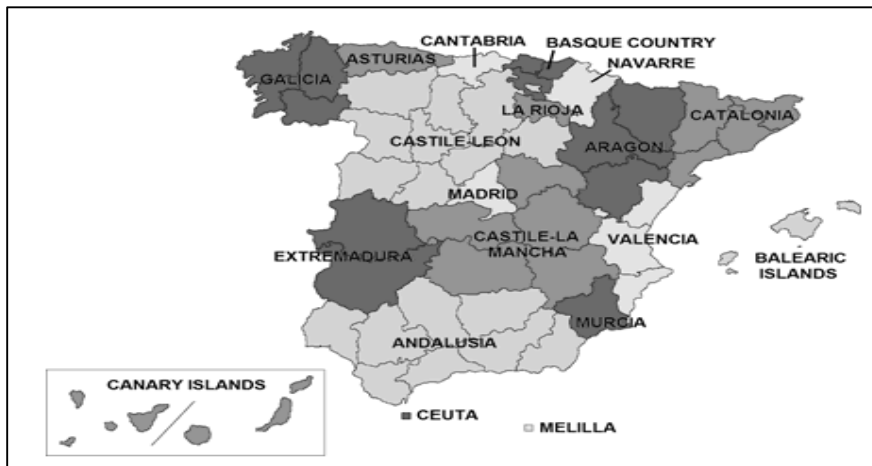 CANTABRIA
BASQUE COUNTRY
ASTURIAS
NAVARRE
GALICIA
LA RIOJA
CATALONIA
CASTILE-LEÓN
ARAGON
MADRID
CASTILE-LA
MANCHA
VALENCIA
EXTREMADURA
BALEARIC
ISLANDS
MURCIA
ANDALUSIA
CANARY ISLANDS
CEUTA
MELILLA